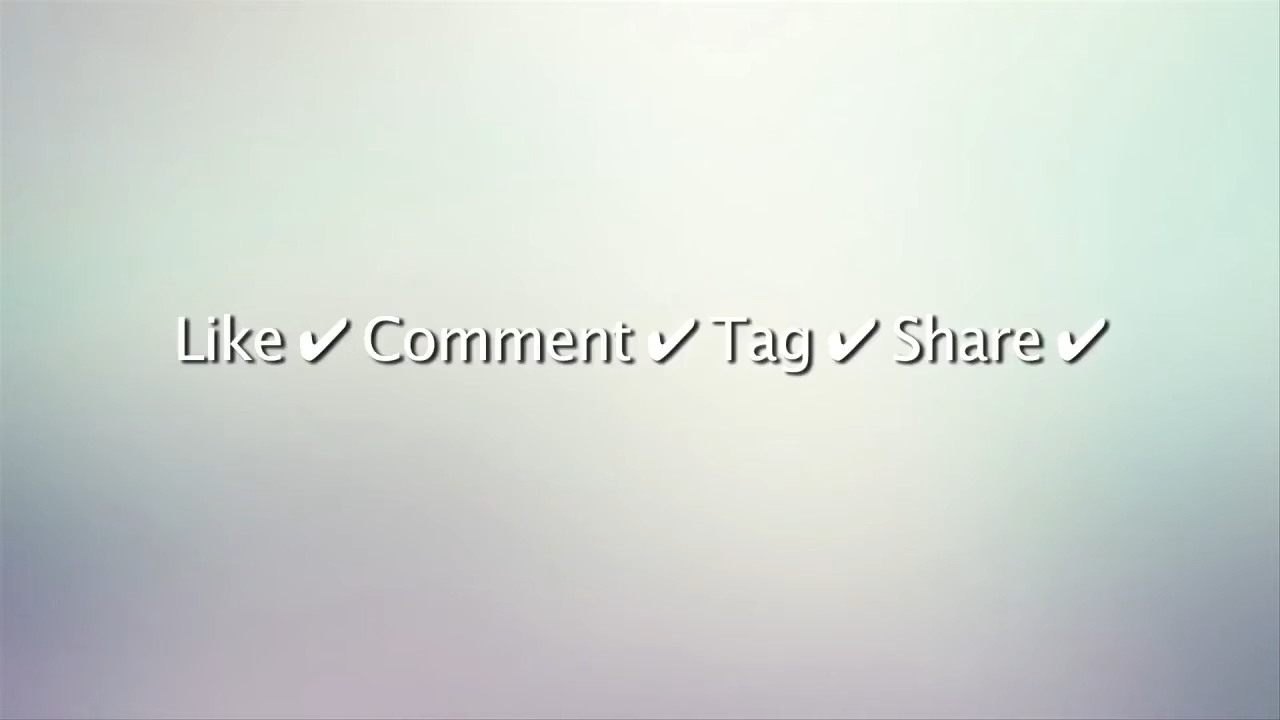 Like ✔ Comment ✔ Tag ✔ Share ✔